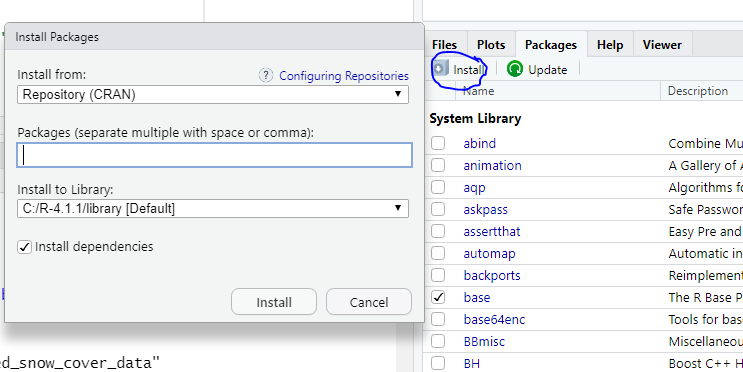 Install Packages
Install from:
? Configuring Repositories
Repository (CRAN)
Packages (separate multiple with space or comma):
Install to Library:
C:/R-4.1.1/library [Default]
Install dependencies
Install
Cancel
ed_snow_cover_data"
Files Plots Packages Help Viewer
Install Update
Name Description
System Library
abind Combine Mu
animation A Gallery of A
aqp Algorithms fo
askpass Safe Passwor
assertthat Easy Pre and
automap Automatic in
backports Reimplement
base The R Base P
base64enc Tools for base
BBmisc Miscellaneou
BH Boost C++ H